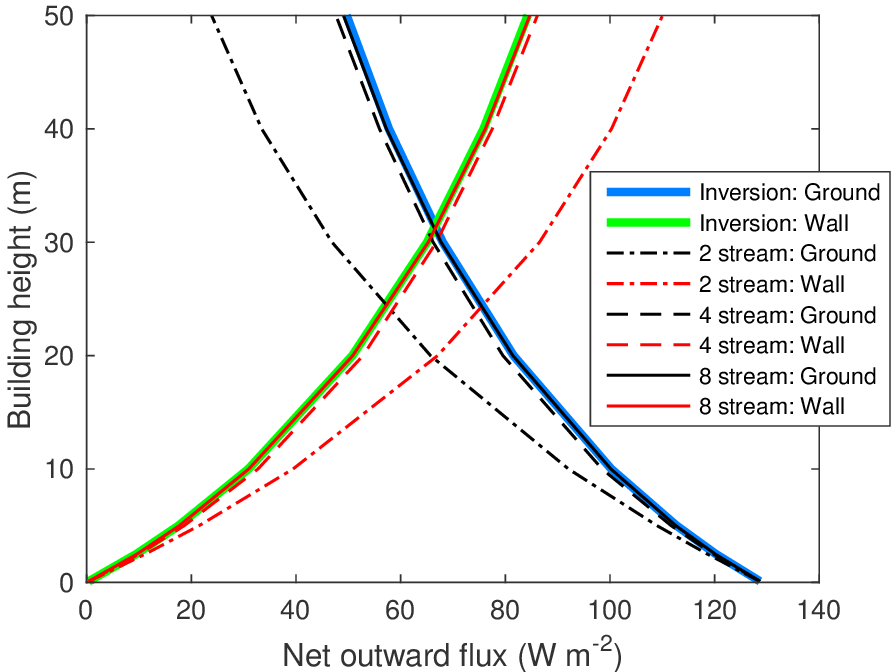 50
40
30
20
10
0
Building height (m)
0 20 40 60 80 100 120 140
Net outward flux (W m⁻²)
Inversion: Ground
Inversion: Wall
2 stream: Ground
2 stream: Wall
4 stream: Ground
4 stream: Wall
8 stream: Ground
8 stream: Wall